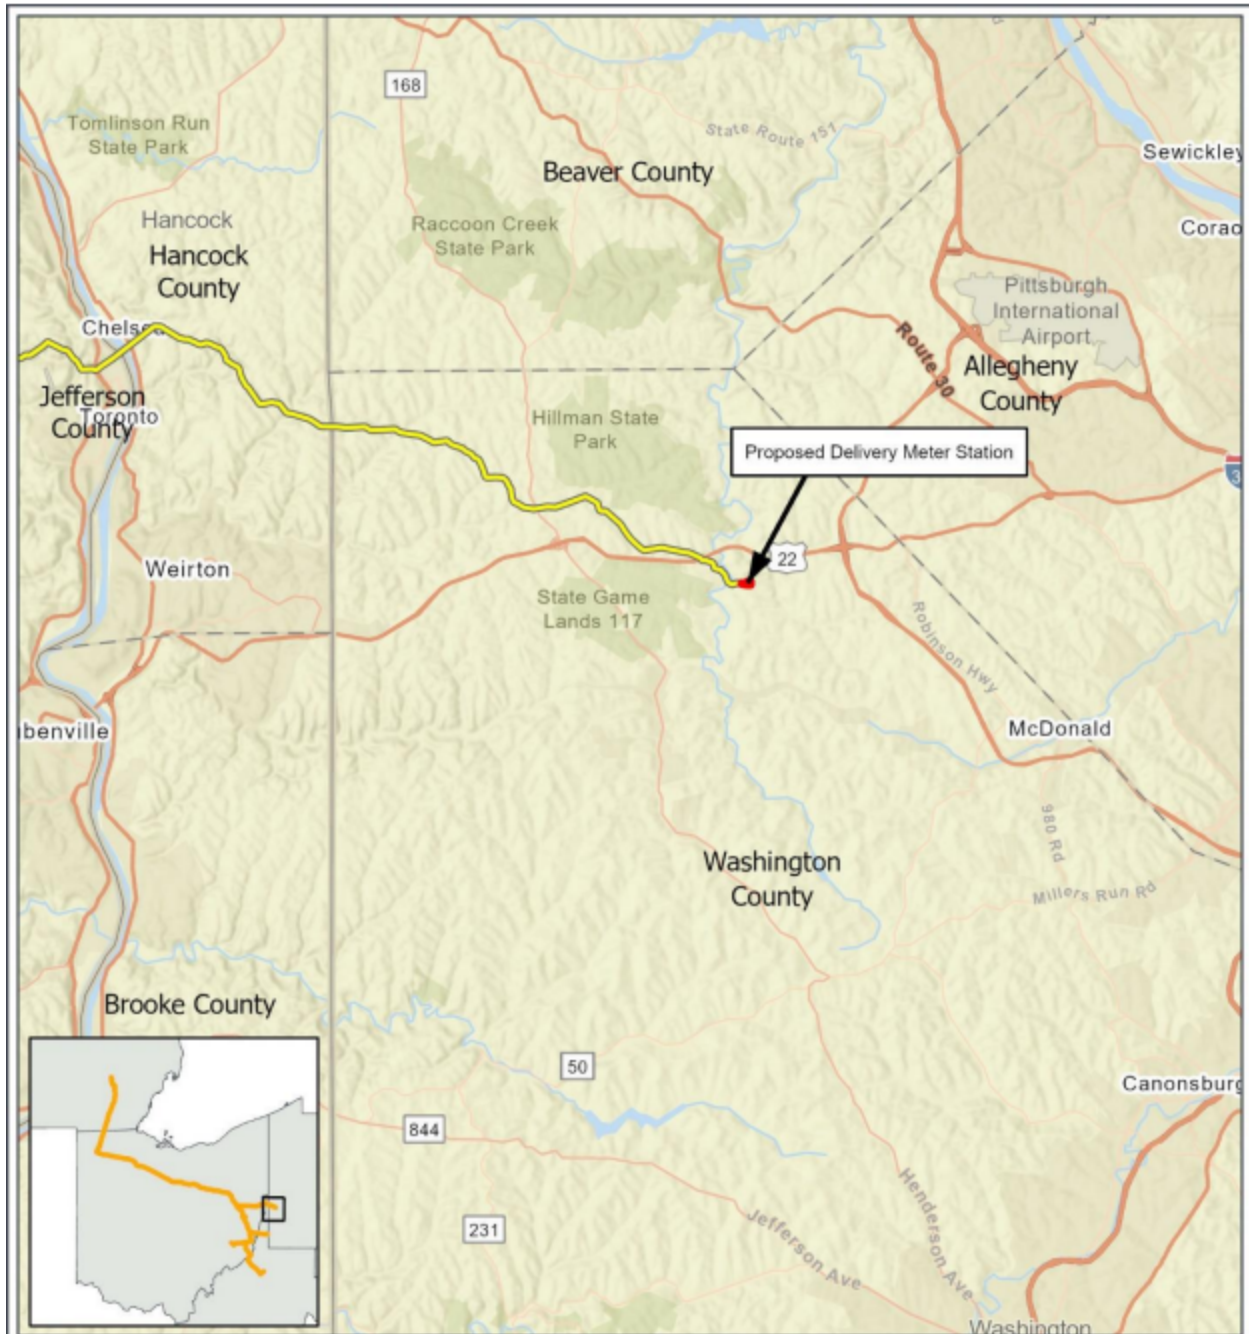 168
Tomlinson Run
State Park
State Route 151
Sewickley
Beaver County
Hancock
Raccoon Creek
State Park
Corao
Hancock
County
Pittsburgh
International
Airport
Chelsea
Route 30
Allegheny
County
Jefferson
County
Toronto
Hillman State
Park
Proposed Delivery Meter Station
3
22
Weirton
State Game
Lands 117
Robinson Hwy
ubenville
McDonald
980 Rd
Washington
County
Millers Run Rd
Brooke County
50
Canonsburg
844
Henderson Ave
Jefferson Ave
231
Washington